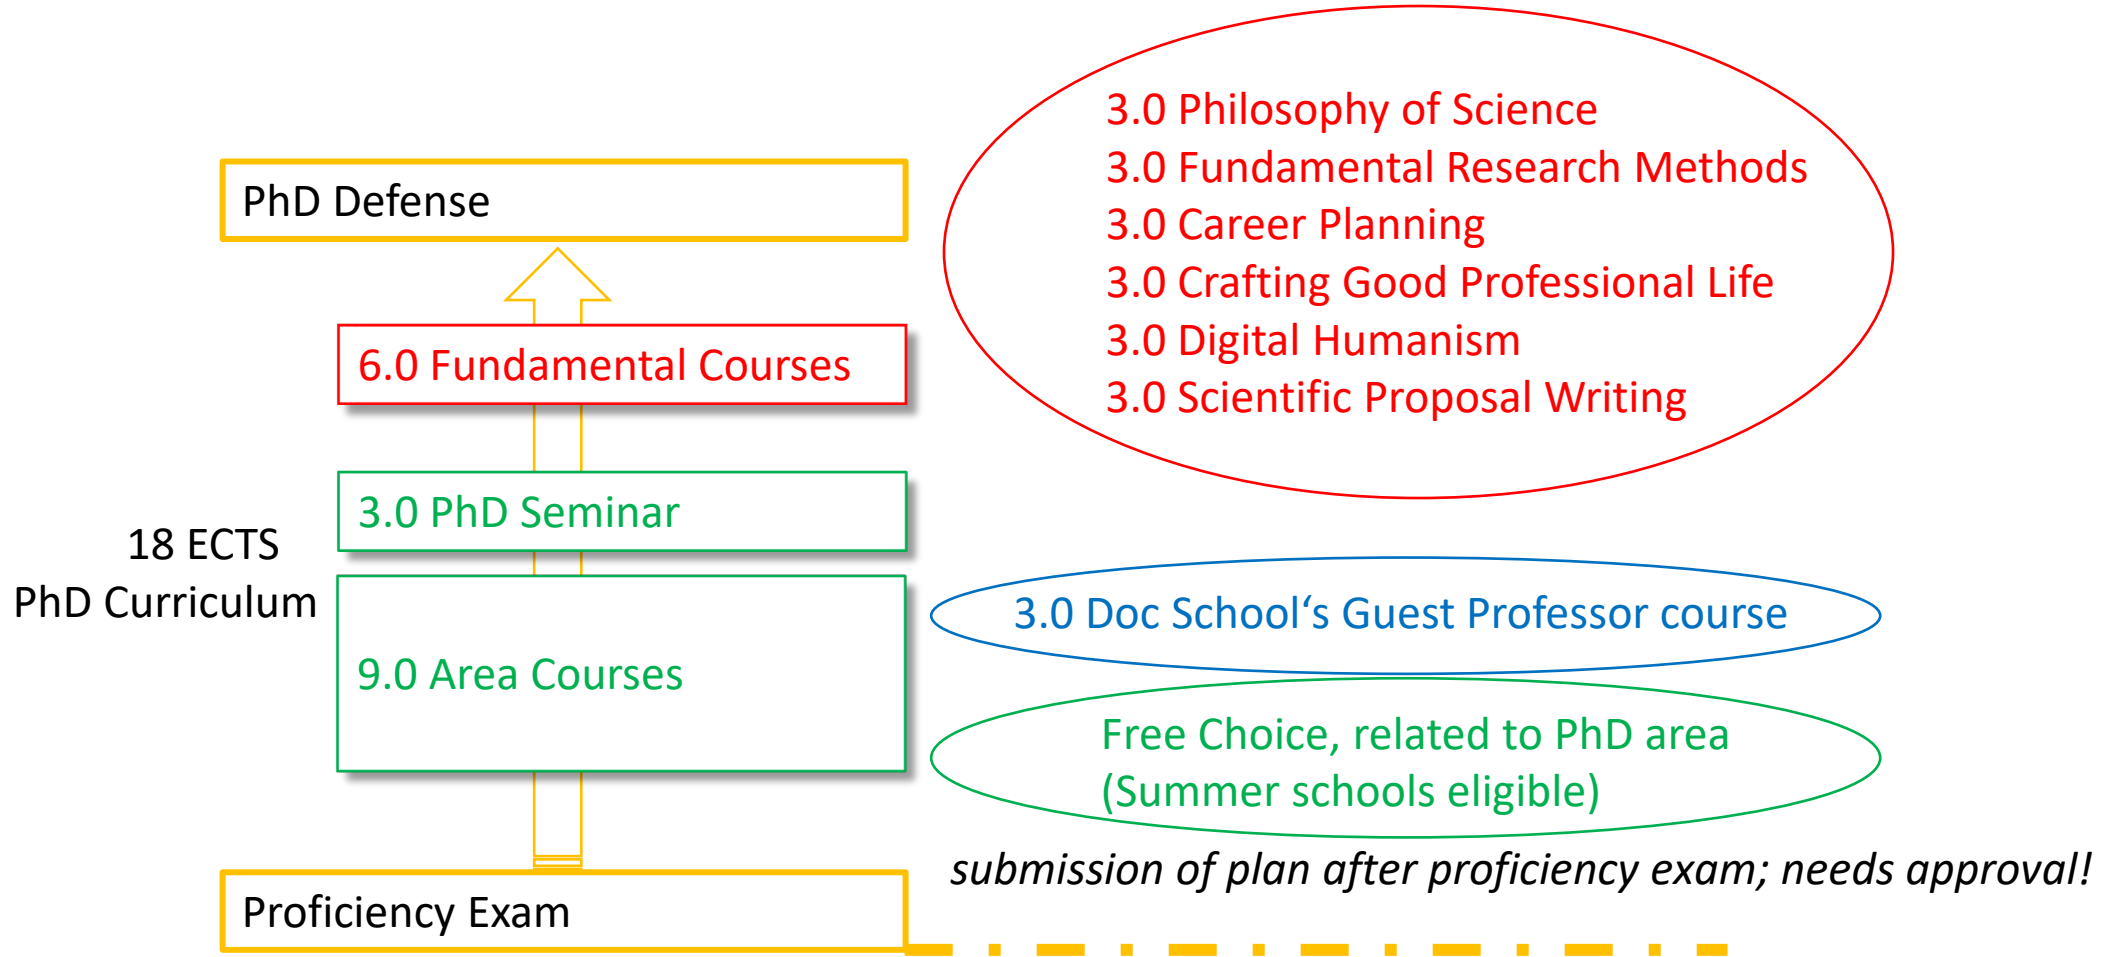 PhD Defense
6.0 Fundamental Courses
3.0 PhD Seminar
18 ECTS
PhD Curriculum
9.0 Area Courses
Proficiency Exam
3.0 Philosophy of Science
3.0 Fundamental Research Methods
3.0 Career Planning
3.0 Crafting Good Professional Life
3.0 Digital Humanism
3.0 Scientific Proposal Writing
3.0 Doc School‘s Guest Professor course
Free Choice, related to PhD area
(Summer schools eligible)
submission of plan after proficiency exam; needs approval!